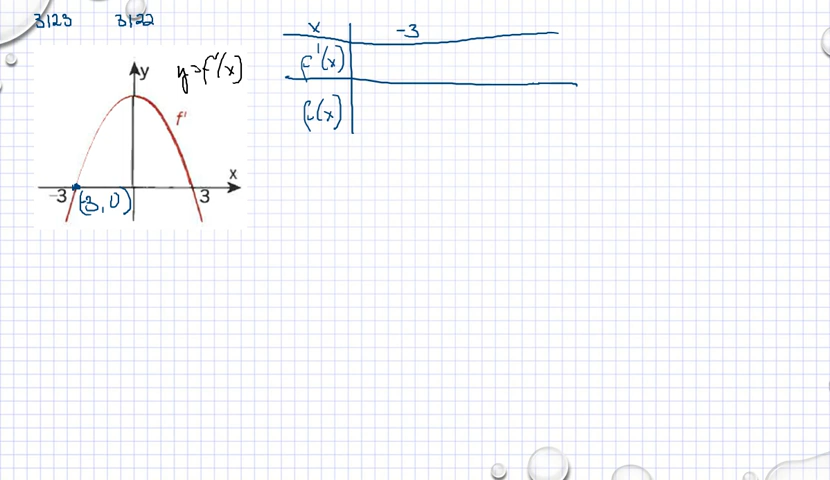 3123 3122
x -3
f'(x)
f(x)
y y=f'(x)
f'
x
-3 (-3, 0) 3